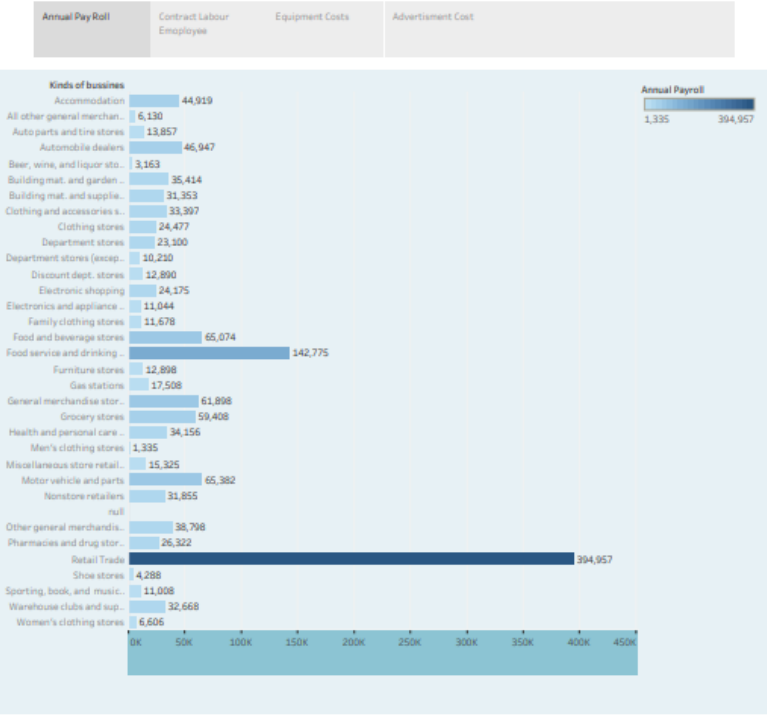 Annual Pay Roll
Contract Labour
Emoployee
Equipment Costs
Advertisment Cost
Kinds of bussines
Annual Payroll
1,335 394,957
Accommodation 44,919
All other general merchan.. 6,130
Auto parts and tire stores 13,857
Automobile dealers 46,947
Beer, wine, and liquor sto.. 3,163
Building mat. and garden .. 35,414
Building mat. and supplie.. 31,353
Clothing and accessories s.. 33,397
Clothing stores 24,477
Department stores 23,100
Department stores (excep.. 10,210
Discount dept. stores 12,890
Electronic shopping 24,175
Electronics and appliance .. 11,044
Family clothing stores 11,678
Food and beverage stores 65,074
Food service and drinking .. 142,775
Furniture stores 12,898
Gas stations 17,508
General merchandise stor.. 61,898
Grocery stores 59,408
Health and personal care .. 34,156
Men's clothing stores 1,335
Miscellaneous store retail.. 15,325
Motor vehicle and parts 65,382
Nonstore retailers 31,855
null
Other general merchandis.. 38,798
Pharmacies and drug stor.. 26,322
Retail Trade 394,957
Shoe stores 4,288
Sporting, book, and music.. 11,008
Warehouse clubs and sup.. 32,668
Women's clothing stores 6,606
0K 50K 100K 150K 200K 250K 300K 350K 400K 450K